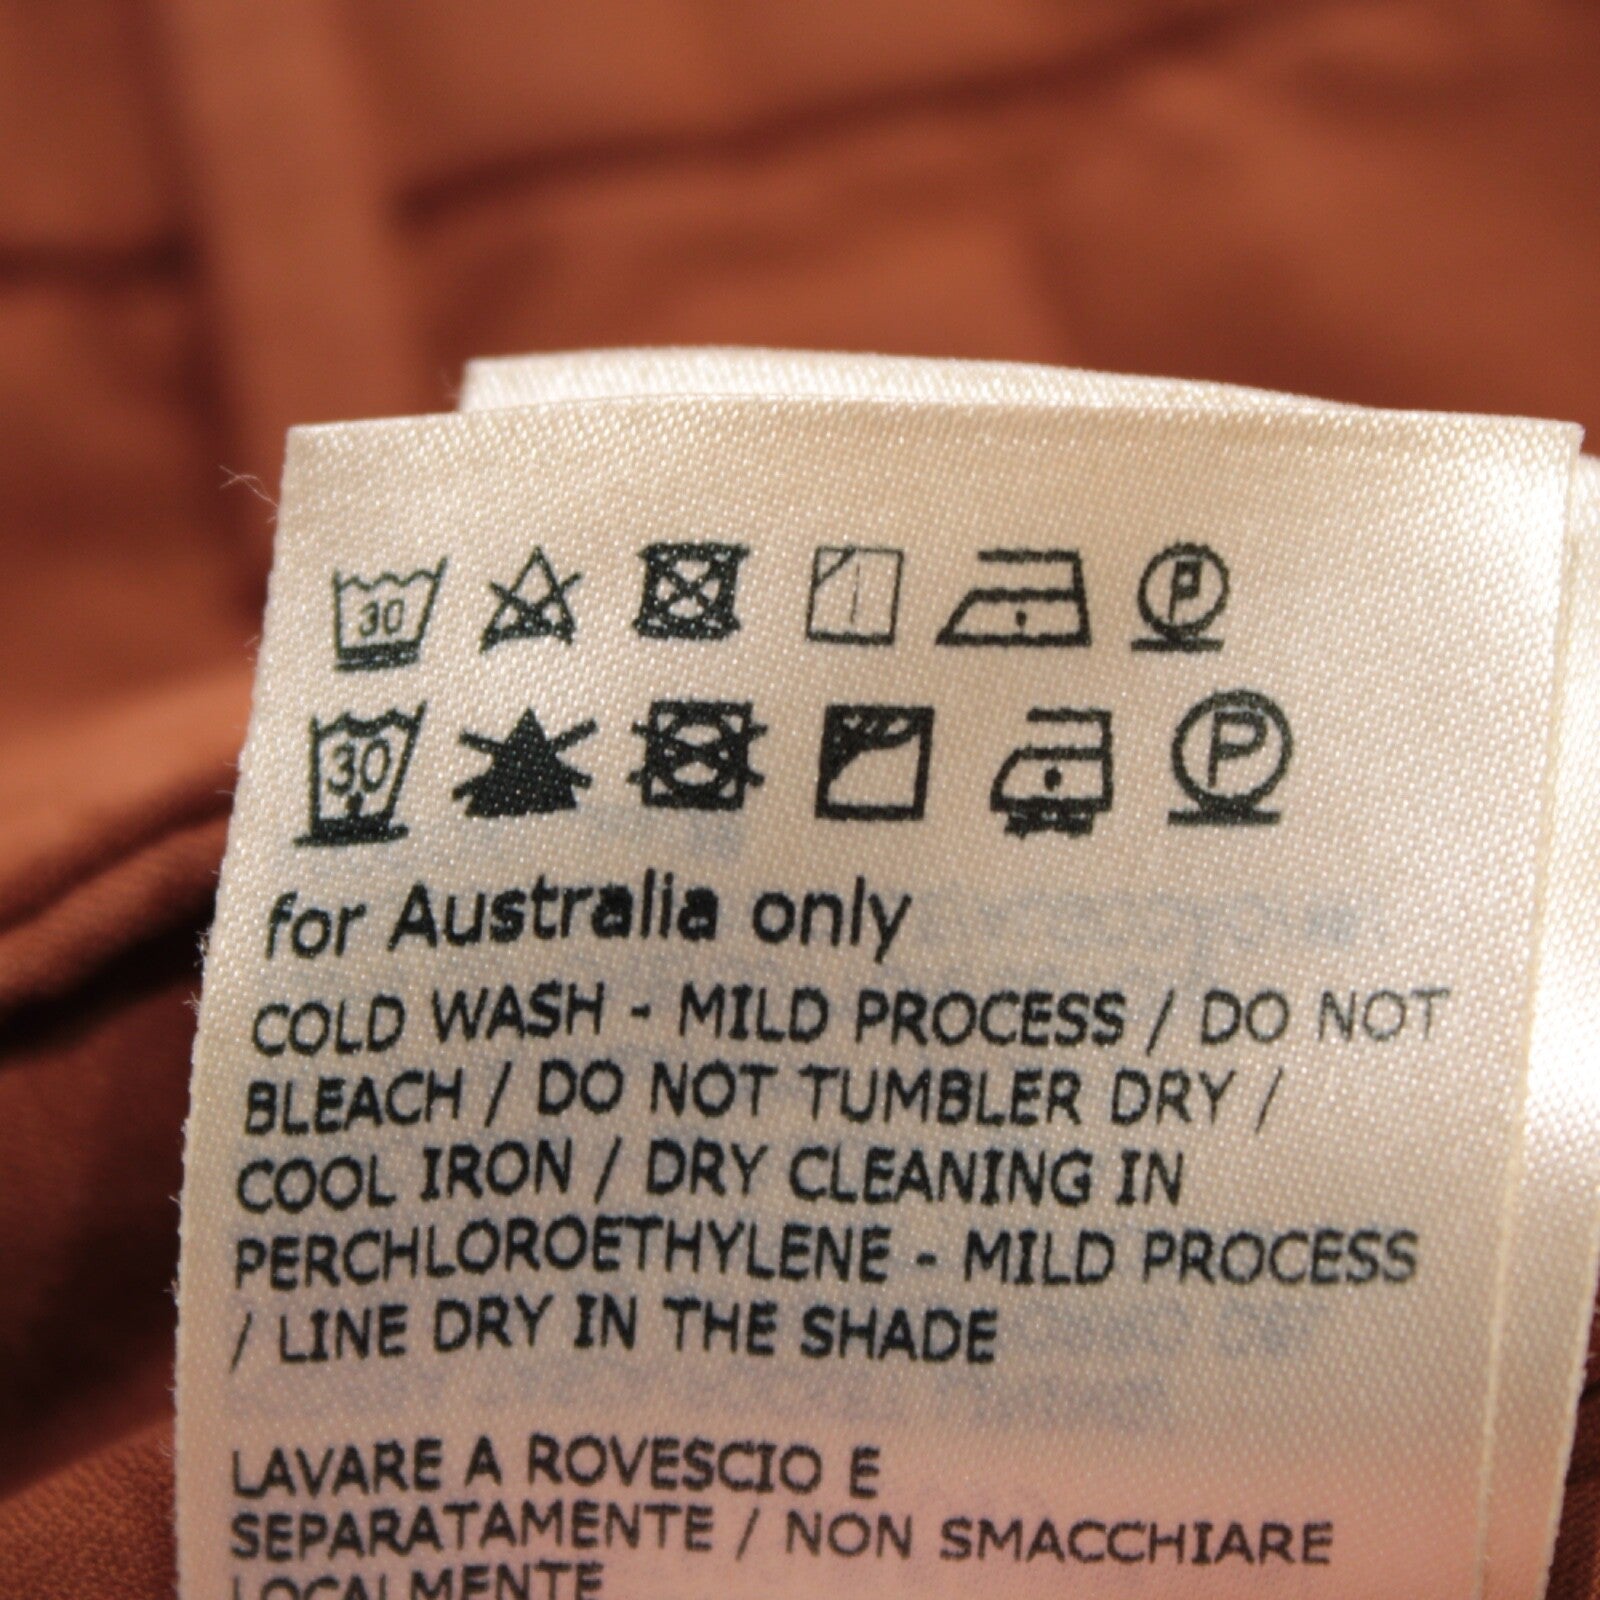 30 P
30 P
for Australia only
COLD WASH - MILD PROCESS / DO NOT
BLEACH / DO NOT TUMBLER DRY /
COOL IRON / DRY CLEANING IN
PERCHLOROETHYLENE - MILD PROCESS
/ LINE DRY IN THE SHADE
LAVARE A ROVESCIO E
SEPARATAMENTE / NON SMACCHIARE
LOCALMENTE